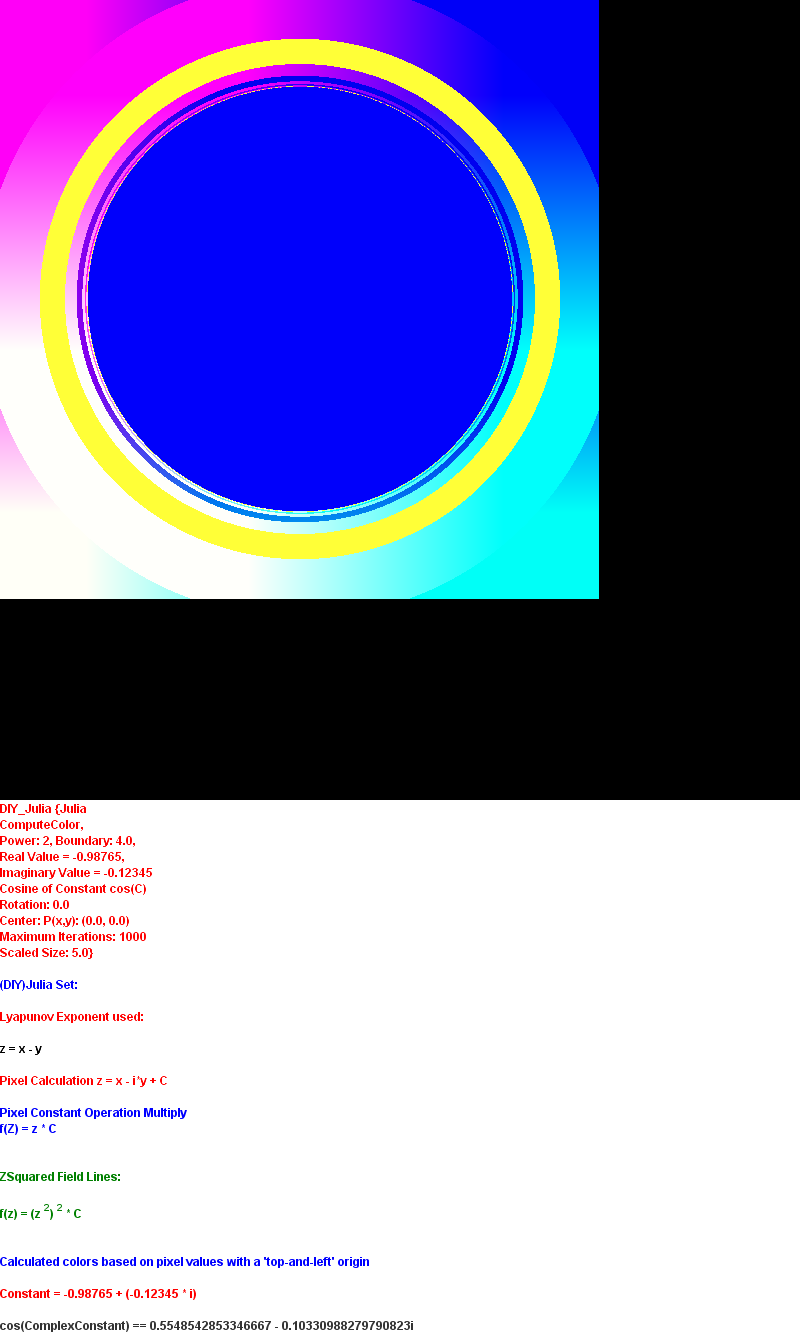 DIY_Julia {Julia
ComputeColor,
Power: 2, Boundary: 4.0,
Real Value = -0.98765,
Imaginary Value = -0.12345
Cosine of Constant cos(C)
Rotation: 0.0
Center: P(x,y): (0.0, 0.0)
Maximum Iterations: 1000
Scaled Size: 5.0}
(DIY)Julia Set:
Lyapunov Exponent used:
z = x - y
Pixel Calculation z = x - i*y + C
Pixel Constant Operation Multiply
f(Z) = z * C
ZSquared Field Lines:
f(z) = (z ²) ² * C
Calculated colors based on pixel values with a 'top-and-left' origin
Constant = -0.98765 + (-0.12345 * i)
cos(ComplexConstant) == 0.5548542853346667 - 0.10330988279790823i